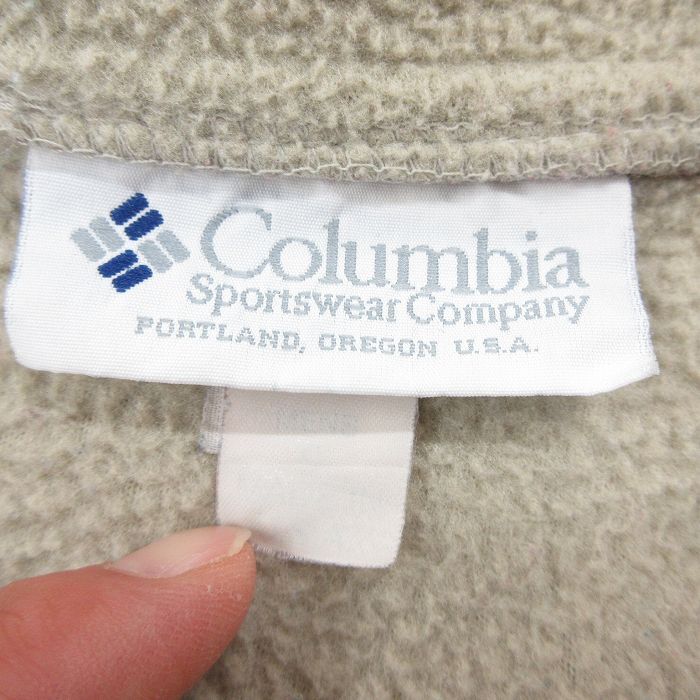 Columbia
Sportswear Company
PORTLAND, OREGON U.S.A.